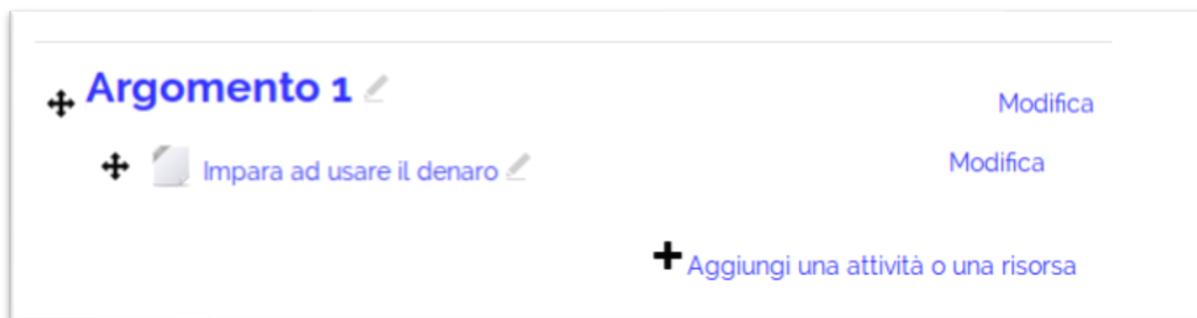 Argomento 1
Modifica
Impara ad usare il denaro
Modifica
Aggiungi una attività o una risorsa